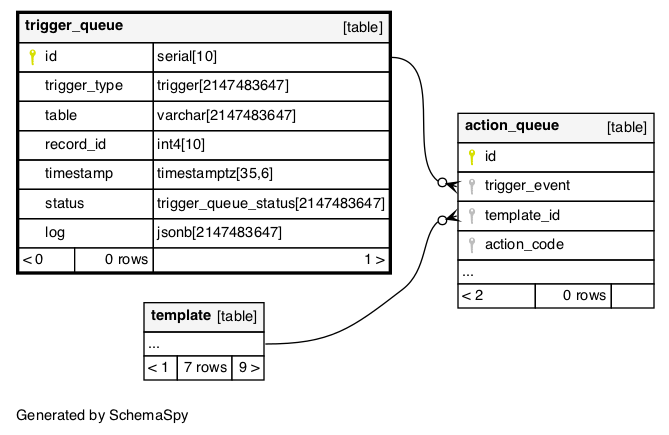 trigger_queue [table]
id serial[10]
trigger_type trigger[2147483647]
table varchar[2147483647]
record_id int4[10]
timestamp timestamptz[35,6]
status trigger_queue_status[2147483647]
log jsonb[2147483647]
< 0 0 rows 1 >
action_queue [table]
id
trigger_event
template_id
action_code
...
< 2 0 rows
template [table]
...
< 1 7 rows 9 >
Generated by SchemaSpy